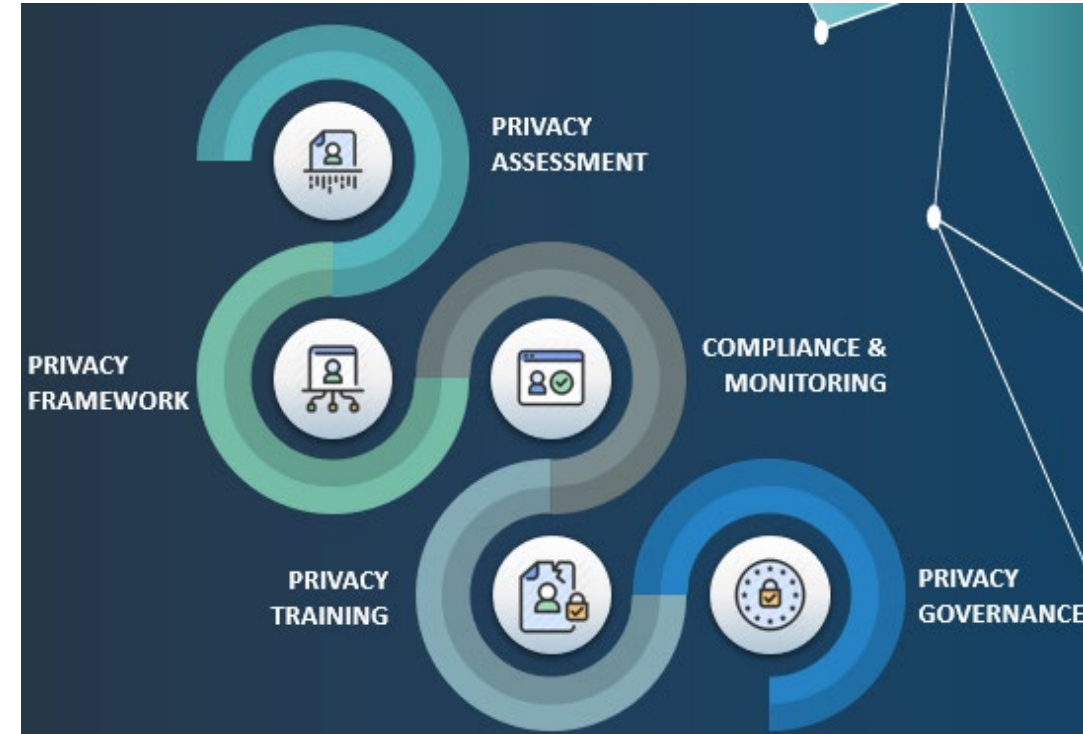 PRIVACY
ASSESSMENT
PRIVACY
FRAMEWORK
COMPLIANCE &
MONITORING
PRIVACY
TRAINING
PRIVACY
GOVERNANCE